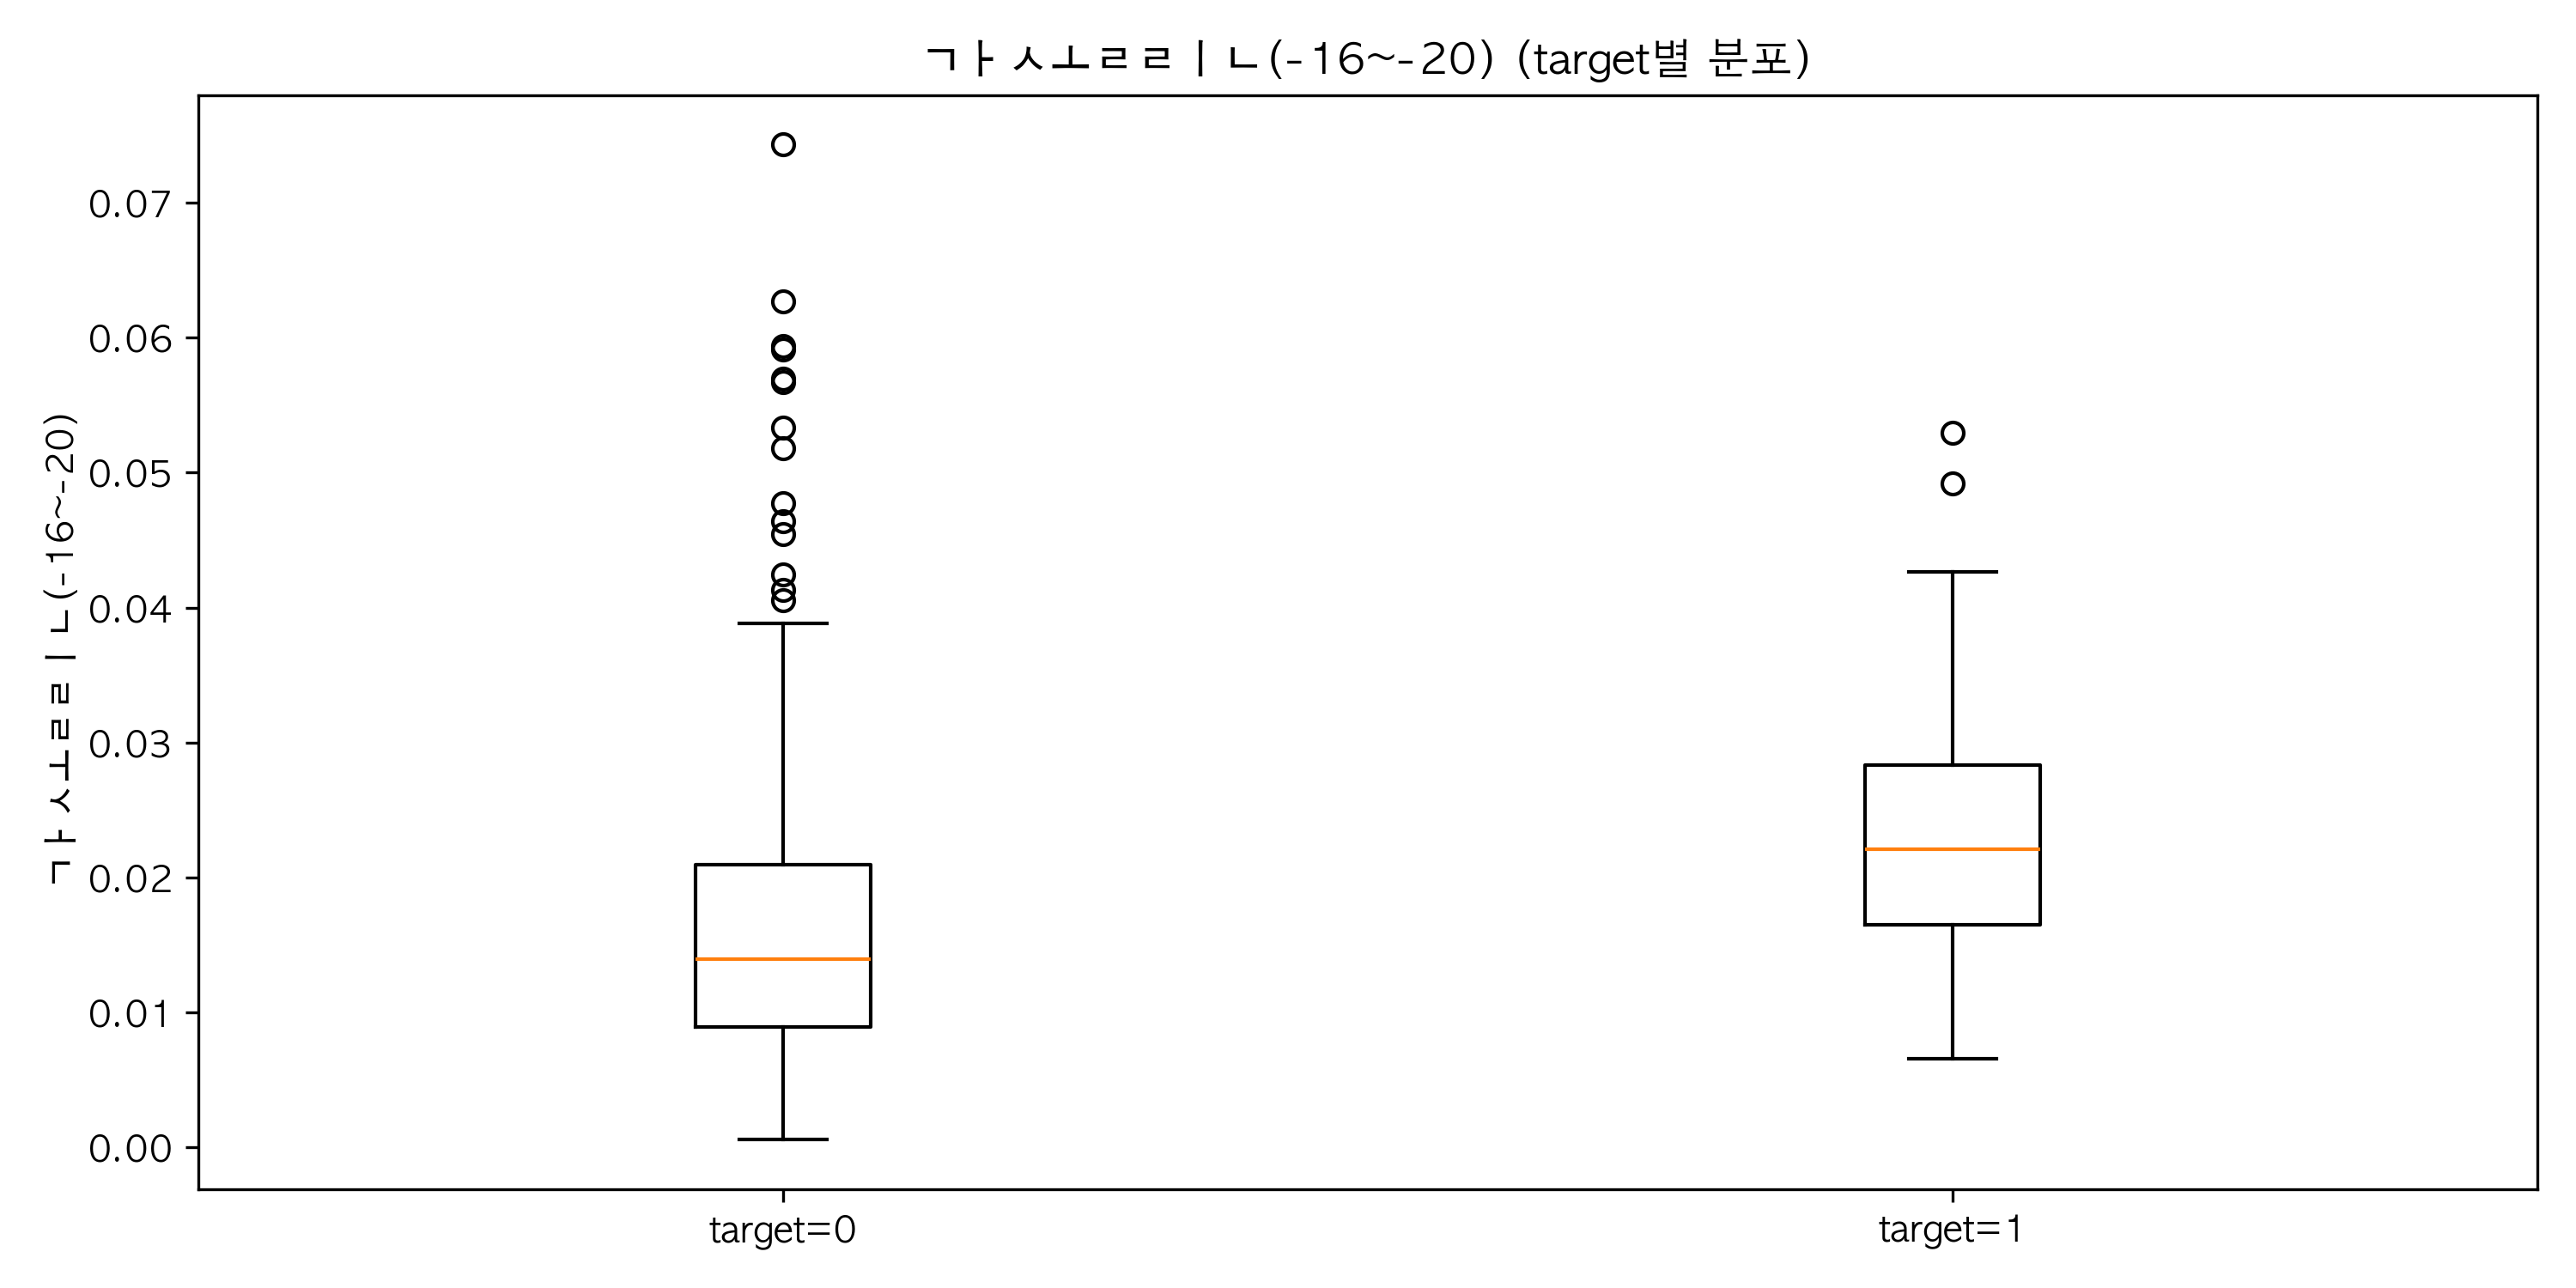 ㄱㅏㅅㅗㄹㄹㅣㄴ(-16~-20) (target별 분포)
ㄱㅏㅅㅗㄹㄹㅣㄴ(-16~-20)
0.07
0.06
0.05
0.04
0.03
0.02
0.01
0.00
target=0
target=1